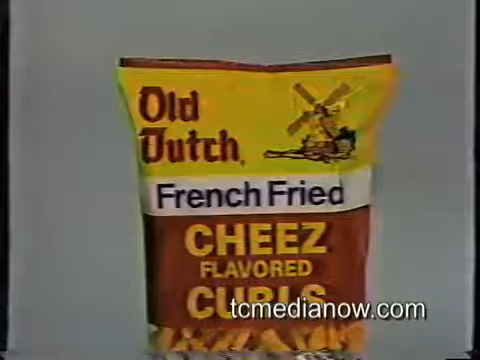 Old
Dutch
French Fried
CHEEZ
FLAVORED
CURLS
tcmedianow.com